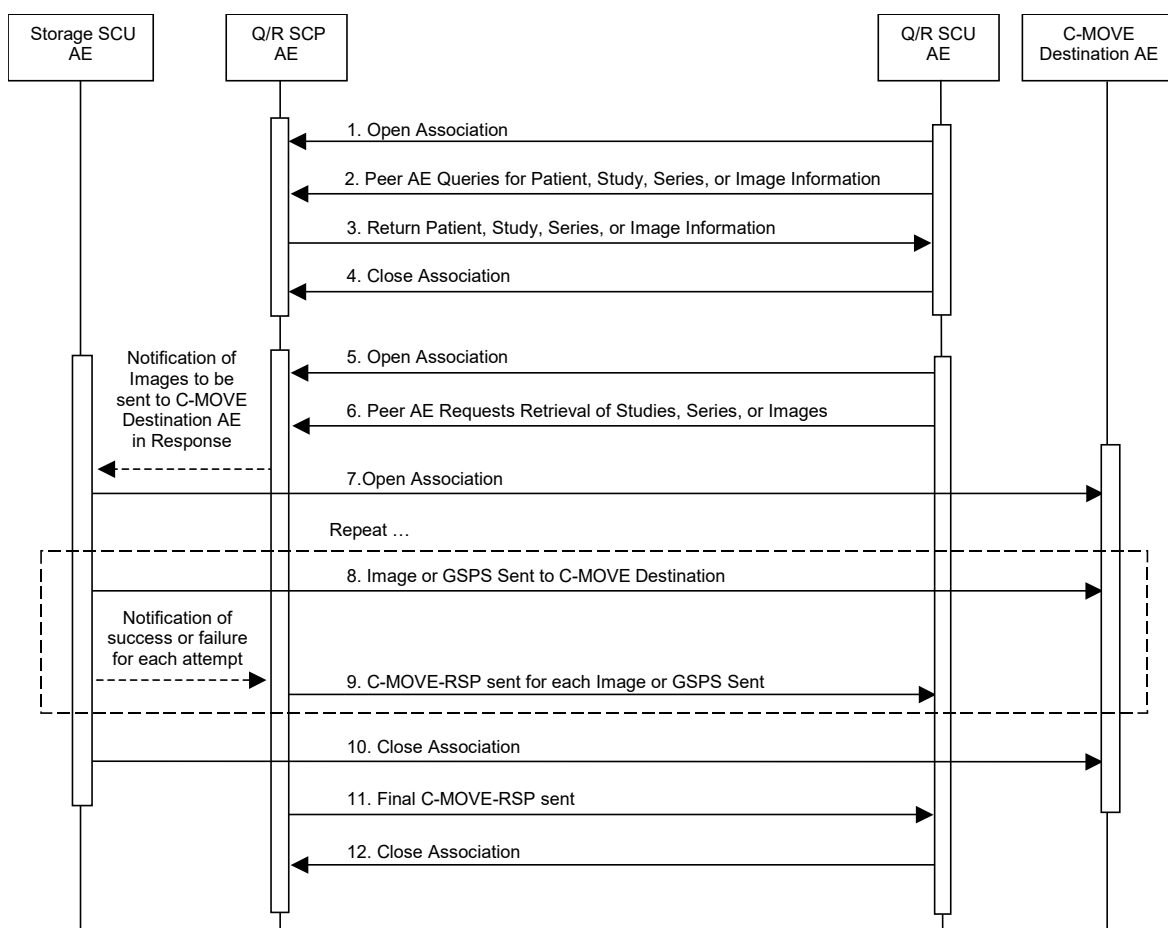 Storage SCU
AE
Q/R SCP
AE
Q/R SCU
AE
C-MOVE
Destination AE
1. Open Association
2. Peer AE Queries for Patient, Study, Series, or Image Information
3. Return Patient, Study, Series, or Image Information
4. Close Association
5. Open Association
Notification of
Images to be
sent to C-MOVE
Destination AE
in Response
6. Peer AE Requests Retrieval of Studies, Series, or Images
7.Open Association
Repeat …
8. Image or GSPS Sent to C-MOVE Destination
Notification of
success or failure
for each attempt
9. C-MOVE-RSP sent for each Image or GSPS Sent
10. Close Association
11. Final C-MOVE-RSP sent
12. Close Association